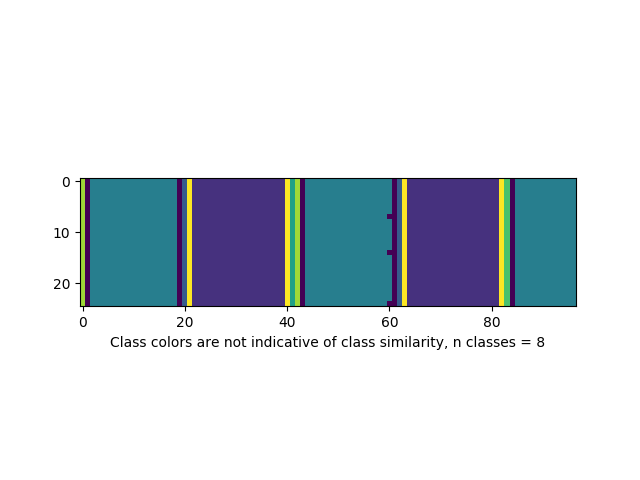 0
10
20
0 20 40 60 80
Class colors are not indicative of class similarity, n classes = 8